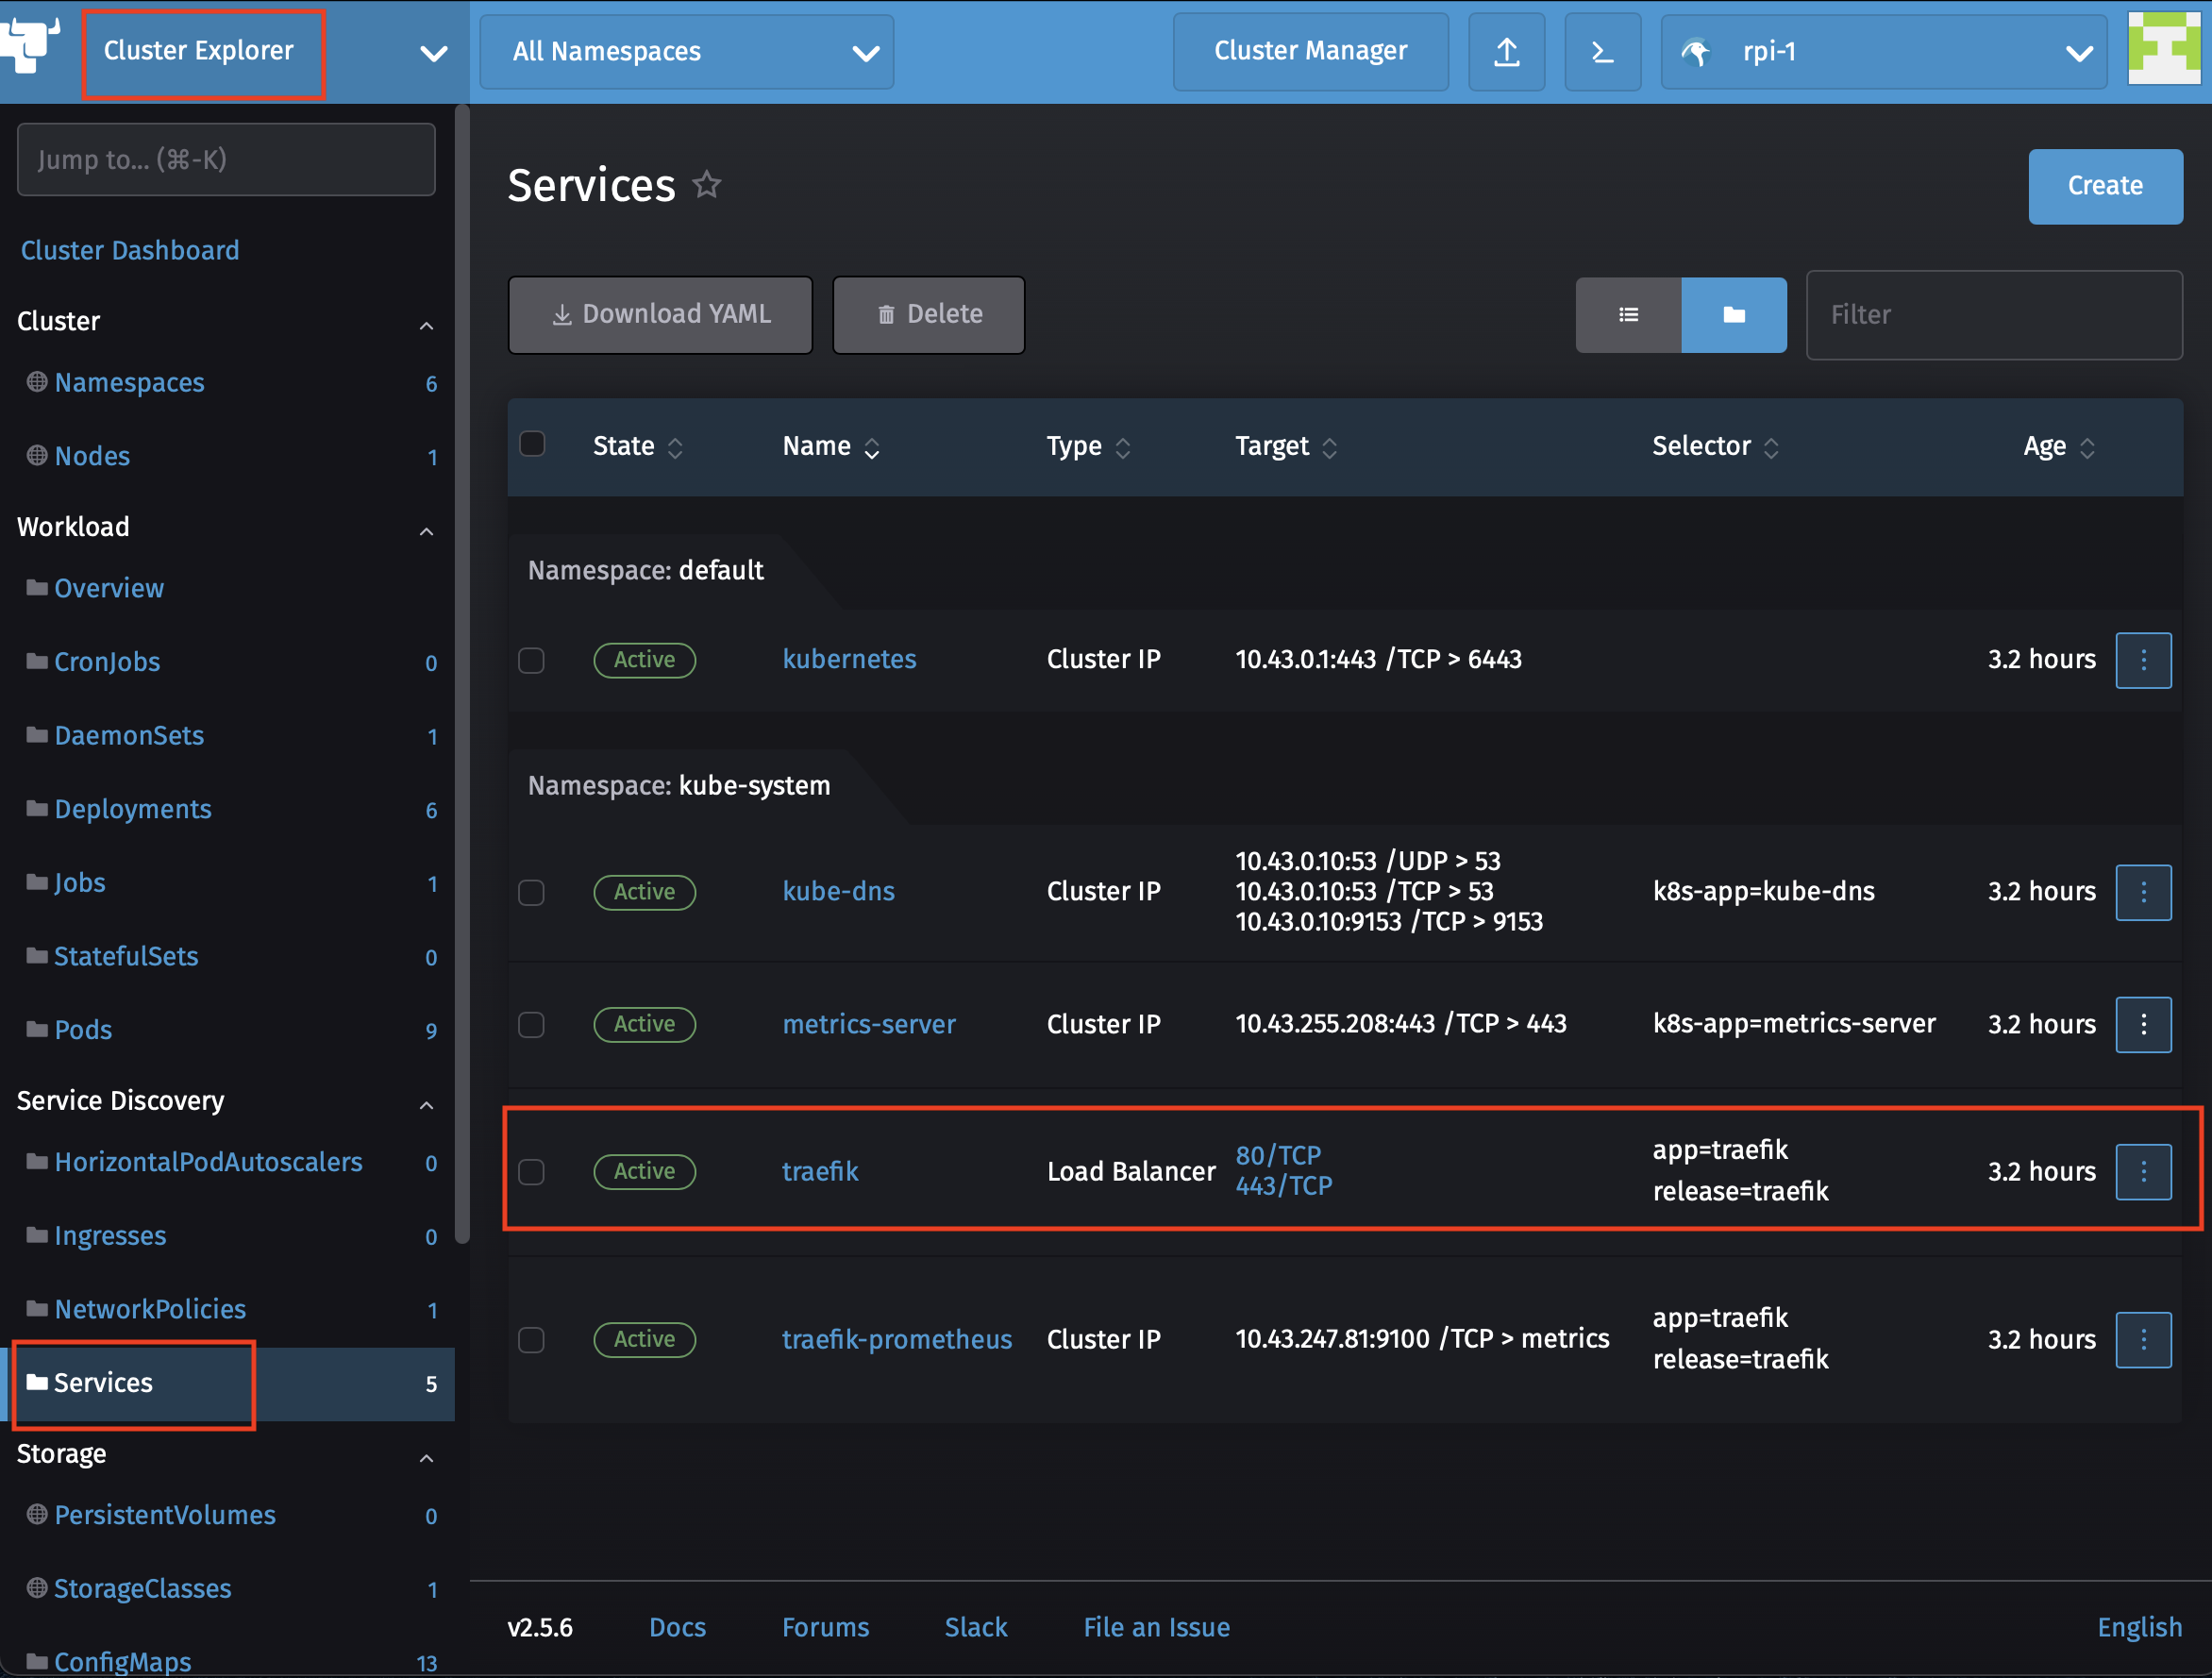 Cluster Explorer
All Namespaces
Cluster Manager
rpi-1
Jump to... (⌘-K)
Cluster Dashboard
Cluster
Namespaces 6
Nodes 1
Workload
Overview
CronJobs 0
DaemonSets 1
Deployments 6
Jobs 1
StatefulSets 0
Pods 9
Service Discovery
HorizontalPodAutoscalers 0
Ingresses 0
NetworkPolicies 1
Services 5
Storage
PersistentVolumes 0
StorageClasses 1
ConfigMaps 13
Services
Create
Download YAML
Delete
Filter
State Name Type Target Selector Age
Namespace: default
Active kubernetes Cluster IP 10.43.0.1:443 /TCP > 6443 3.2 hours
Namespace: kube-system
10.43.0.10:53 /UDP > 53
Active kube-dns Cluster IP 10.43.0.10:53 /TCP > 53 k8s-app=kube-dns 3.2 hours
10.43.0.10:9153 /TCP > 9153
Active metrics-server Cluster IP 10.43.255.208:443 /TCP > 443 k8s-app=metrics-server 3.2 hours
80/TCP app=traefik
Active traefik Load Balancer 3.2 hours
443/TCP release=traefik
app=traefik
Active traefik-prometheus Cluster IP 10.43.247.81:9100 /TCP > metrics 3.2 hours
release=traefik
v2.5.6 Docs Forums Slack File an Issue English